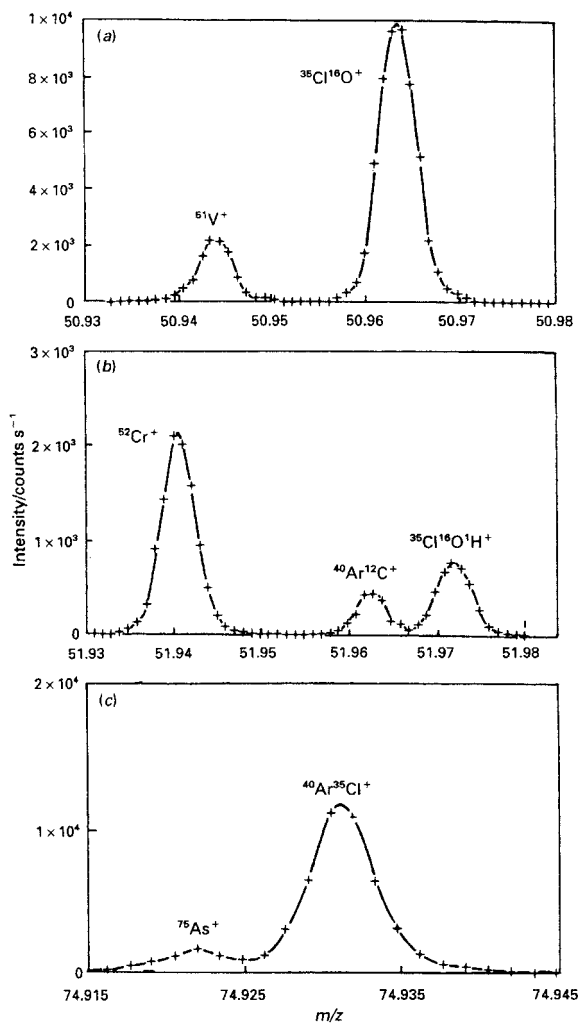 (a)
1 × 10⁴
8 × 10³
6 × 10³
4 × 10³
2 × 10³
0
³⁵Cl¹⁶O⁺
⁵¹V⁺
50.93 50.94 50.95 50.96 50.97 50.98
(b)
3 × 10³
2 × 10³
1 × 10³
0
⁵²Cr⁺
⁴⁰Ar¹²C⁺
³⁵Cl¹⁶O¹H⁺
51.93 51.94 51.95 51.96 51.97 51.98
Intensity/counts s⁻¹
(c)
2 × 10⁴
1 × 10⁴
0
⁴⁰Ar³⁵Cl⁺
⁷⁵As⁺
74.915 74.925 74.935 74.945
m/z